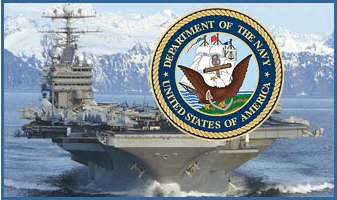 DEPARTMENT OF THE NAVY
UNITED STATES OF AMERICA